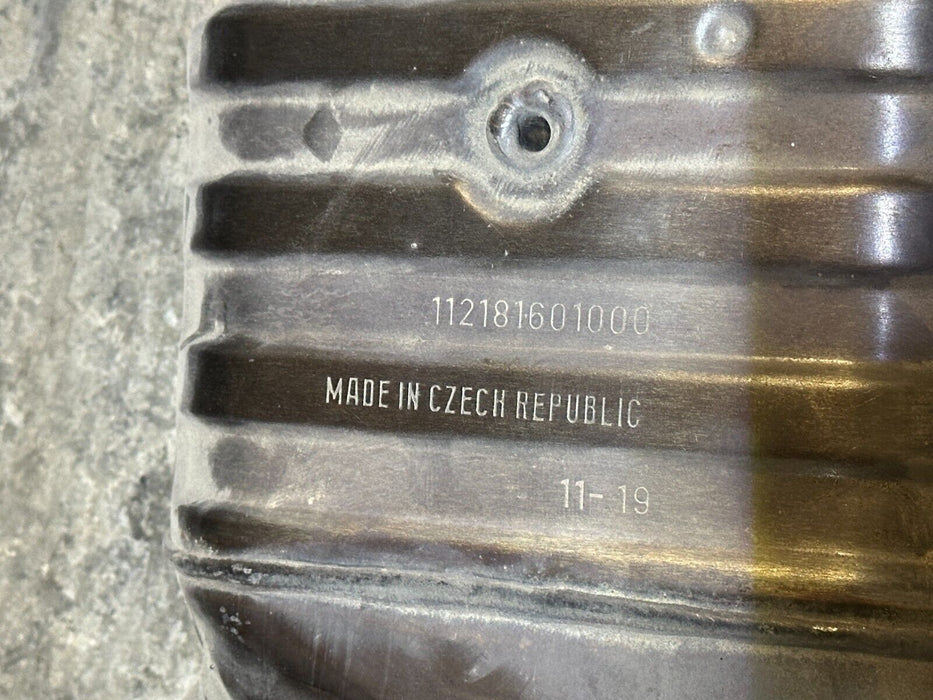 112181601000
MADE IN CZECH REPUBLIC
11-19